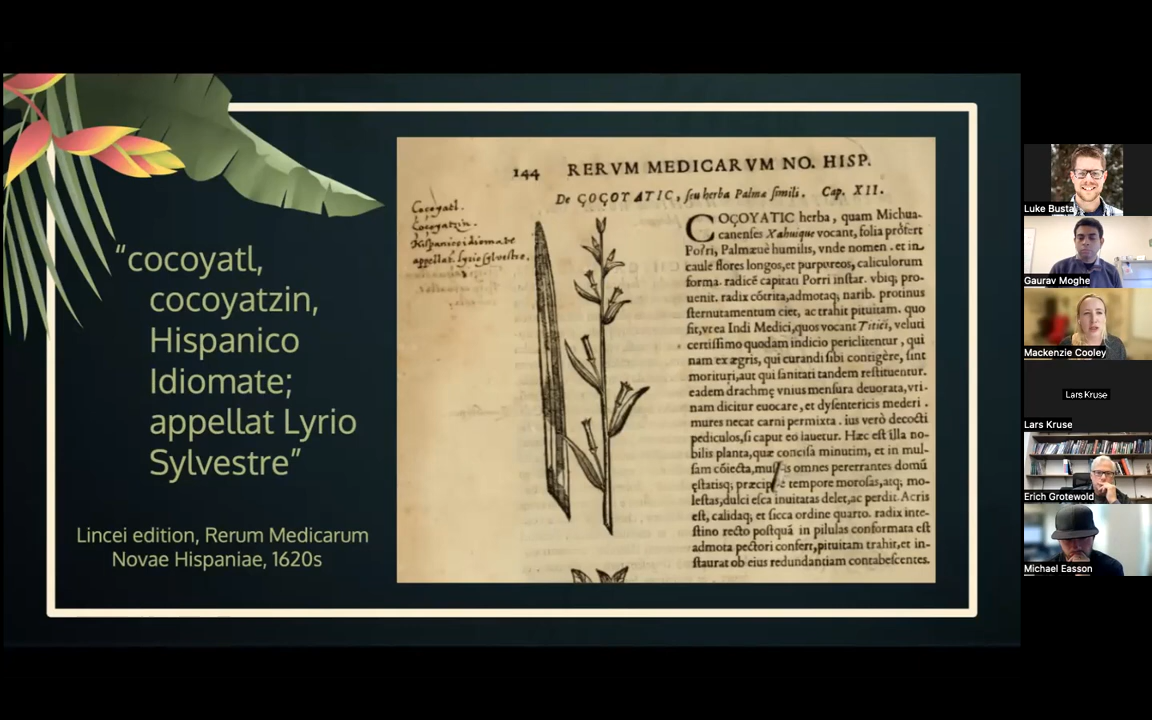 “cocoyatl,
cocoyatzin,
Hispanico
Idiomate;
appellat Lyrio
Sylvestre”
Lincei edition, Rerum Medicarum
Novae Hispaniae, 1620s
144 RERVM MEDICARVM NO. HISP.
De ÇOÇOYATIC, ſeu herba Palmæ ſimili. Cap. XII.
Cocoyatl.
Cocoyatzin.
Hispanico idiomate
appellat. Lyrio sylvestre.
COÇOYATIC herba, quam Michua-
canenſes Xahuique vocant, folia profert
Porri, Palmæuè humilis, vnde nomen. et in
caule flores longos, et purpureos, caliculorum
forma. radicē capitati Porri inſtar. vbiq; pro-
uenit. radix cōtrita, admotaq; narib. protinus
ſternutamentum ciet, ac trahit pituitam. quo
fit, vt ea Indi Medici, quos vocant Titici, veluti
certiſſimo quodam indicio periclitentur, qui
nam ex ægris, qui curandi ſibi contigère, ſint
morituri, aut qui ſanitati tandem reſtituentur.
eadem drachmę vnius menſura deuorata, vri-
nam dicitur euocare, et dyſentericis mederi.
mures necat carni permixta. ius verò decocti
pediculos, ſi caput eo lauetur. Hæc eſt illa no-
bilis planta, quæ conciſa minutim, et in mul-
ſam cōiecta, omnes pererrantes domū
ęſtatisq; tempore moroſas, atq; mo-
leſtas, dulci eſca inuitatas delet, ac perdit. Acris
eſt, calidaq; et ſicca ordine quarto. radix inte-
ſtino recto poſtquā in pilulas conformata eſt
admota pectori confert, pituitam trahit, et in-
ſtaurat ob eius redundantiam contabeſcentes.
Luke Busta
Gaurav Moghe
Mackenzie Cooley
Lars Kruse
Lars Kruse
Erich Grotewold
Michael Easson